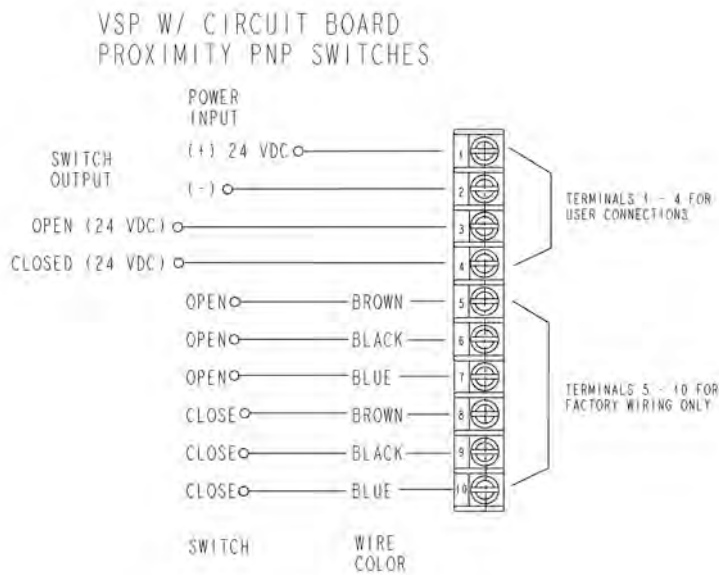 VSP W/ CIRCUIT BOARD
PROXIMITY PNP SWITCHES
POWER
INPUT
SWITCH
OUTPUT
(+) 24 VDC
1
(-)
2
OPEN (24 VDC)
3
CLOSED (24 VDC)
4
TERMINALS 1 - 4 FOR
USER CONNECTIONS
OPEN BROWN 5
OPEN BLACK 6
OPEN BLUE 7
CLOSE BROWN 8
CLOSE BLACK 9
CLOSE BLUE 10
TERMINALS 5 - 10 FOR
FACTORY WIRING ONLY
SWITCH
WIRE
COLOR